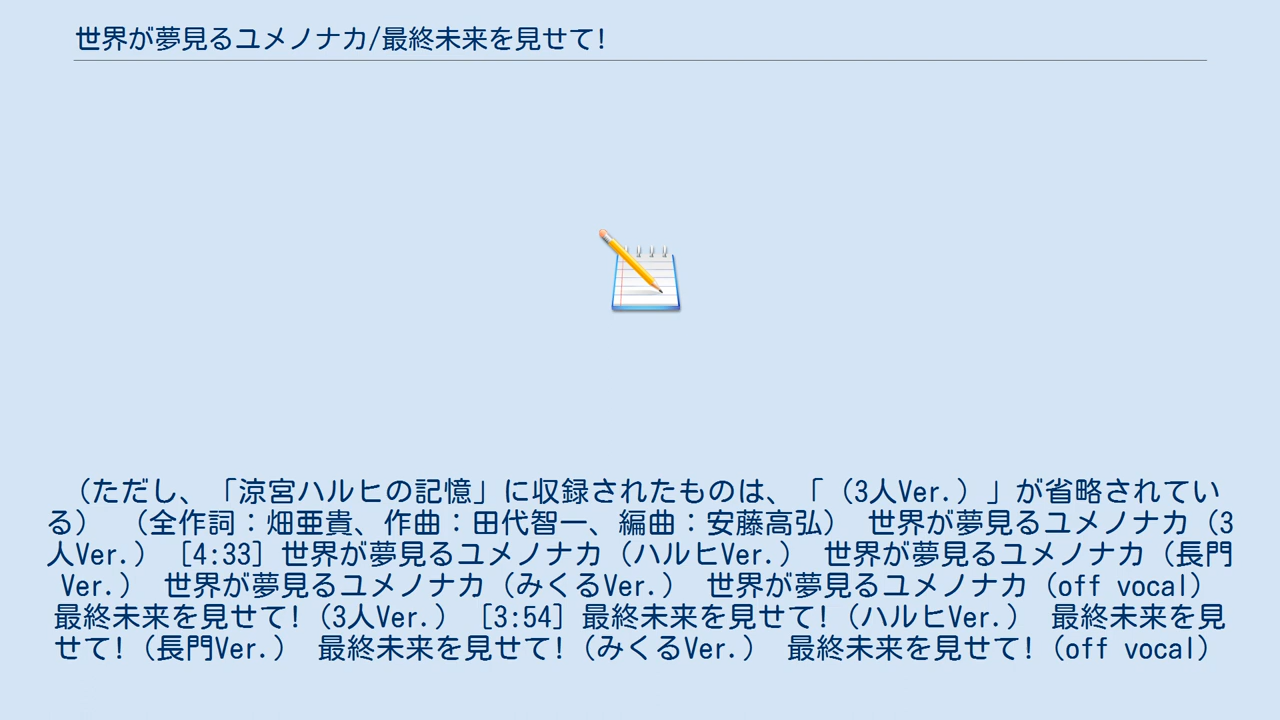 世界が夢見るユメノナカ/最終未来を見せて!
（ただし、「涼宮ハルヒの記憶」に収録されたものは、「（3人Ver.）」が省略されてい
る）　（全作詞：畑亜貴、作曲：田代智一、編曲：安藤高弘）　世界が夢見るユメノナカ（3
人Ver.）［4:33］世界が夢見るユメノナカ（ハルヒVer.）　世界が夢見るユメノナカ（長門
Ver.）　世界が夢見るユメノナカ（みくるVer.）　世界が夢見るユメノナカ（off vocal）
最終未来を見せて!（3人Ver.）［3:54］最終未来を見せて!（ハルヒVer.）　最終未来を見
せて!（長門Ver.）　最終未来を見せて!（みくるVer.）　最終未来を見せて!（off vocal）